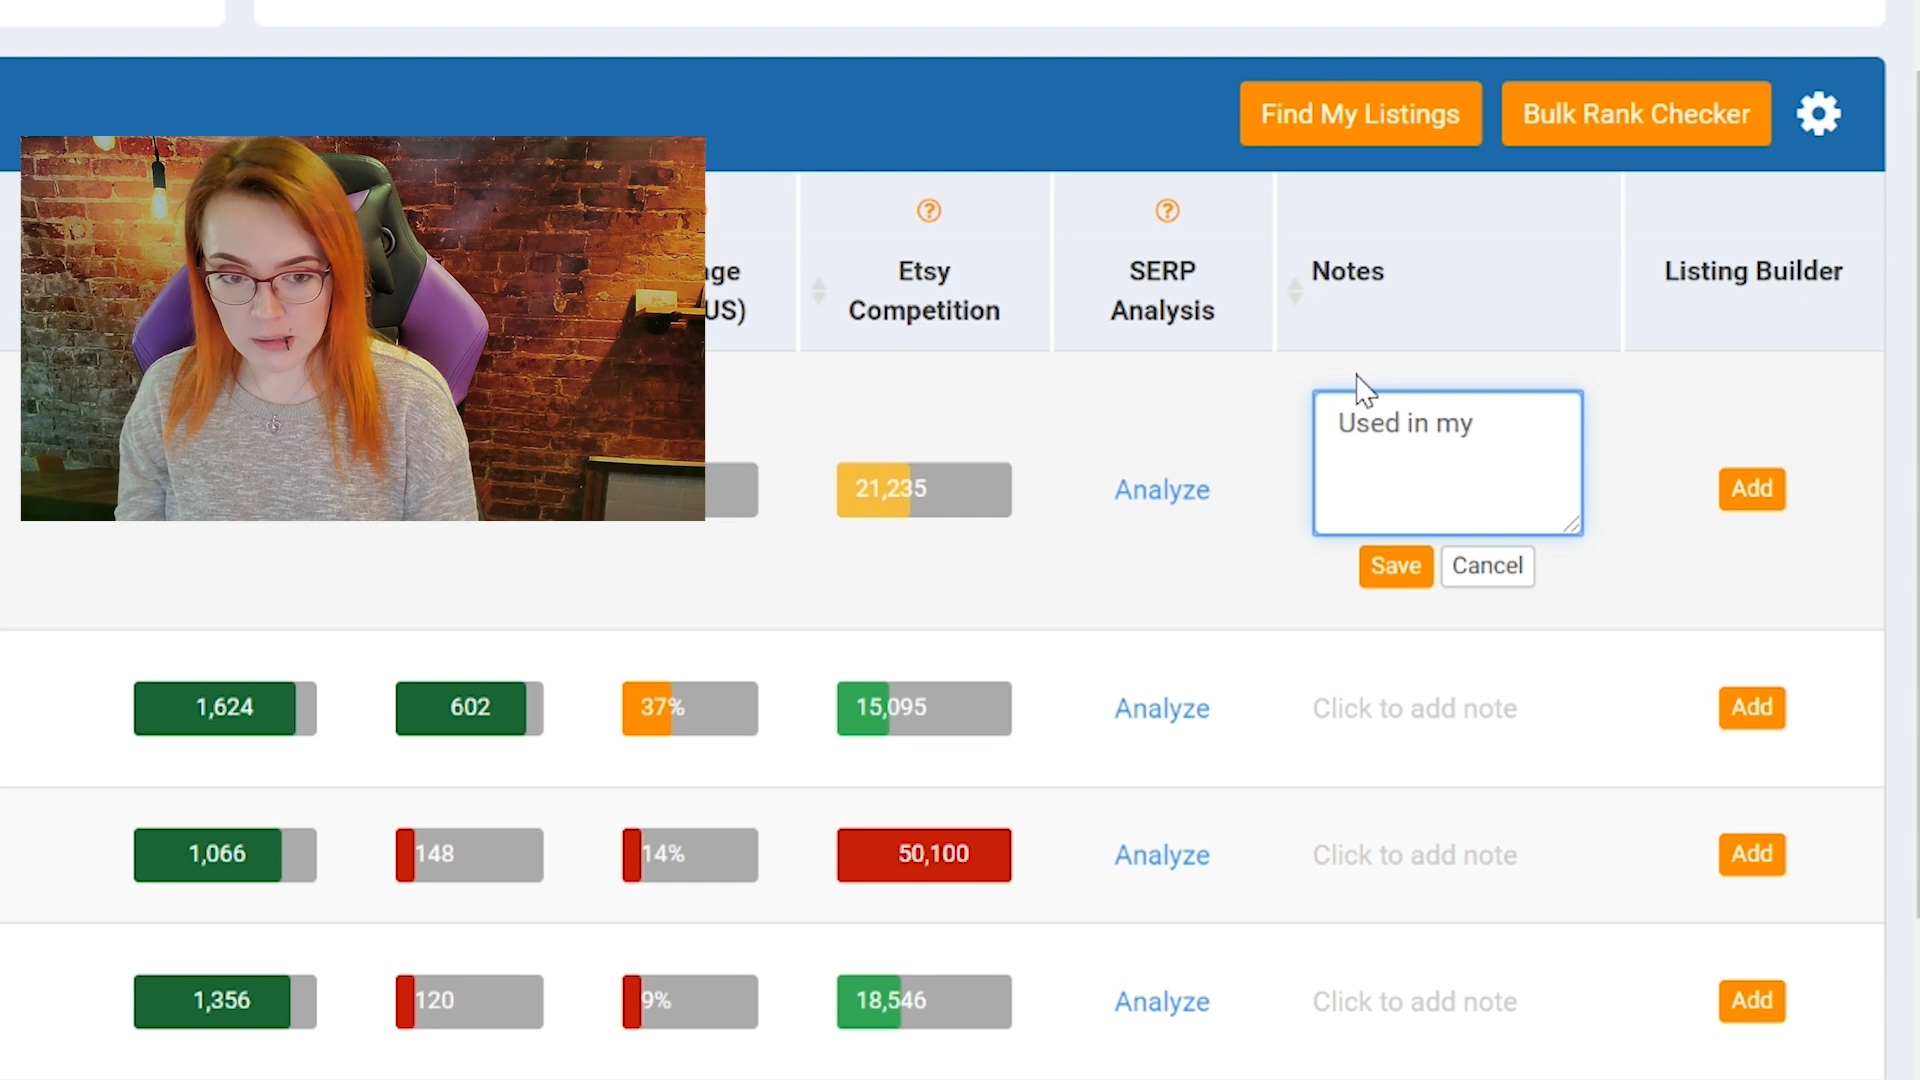 Find My Listings
Bulk Rank Checker
US)
Etsy
Competition
SERP
Analysis
Notes
Listing Builder
21,235
Analyze
Used in my
Add
Save
Cancel
1,624
602
37%
15,095
Analyze
Click to add note
Add
1,066
148
14%
50,100
Analyze
Click to add note
Add
1,356
120
9%
18,546
Analyze
Click to add note
Add